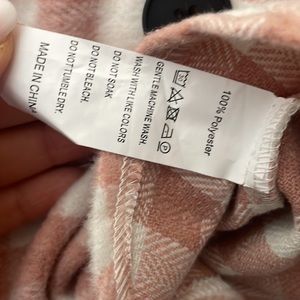 100% Polyester
GENTLE MACHINE WASH.
WASH WITH LIKE COLORS
DO NOT SOAK
DO NOT BLEACH.
DO NOT TUMBLE DRY.
MADE IN CHINA